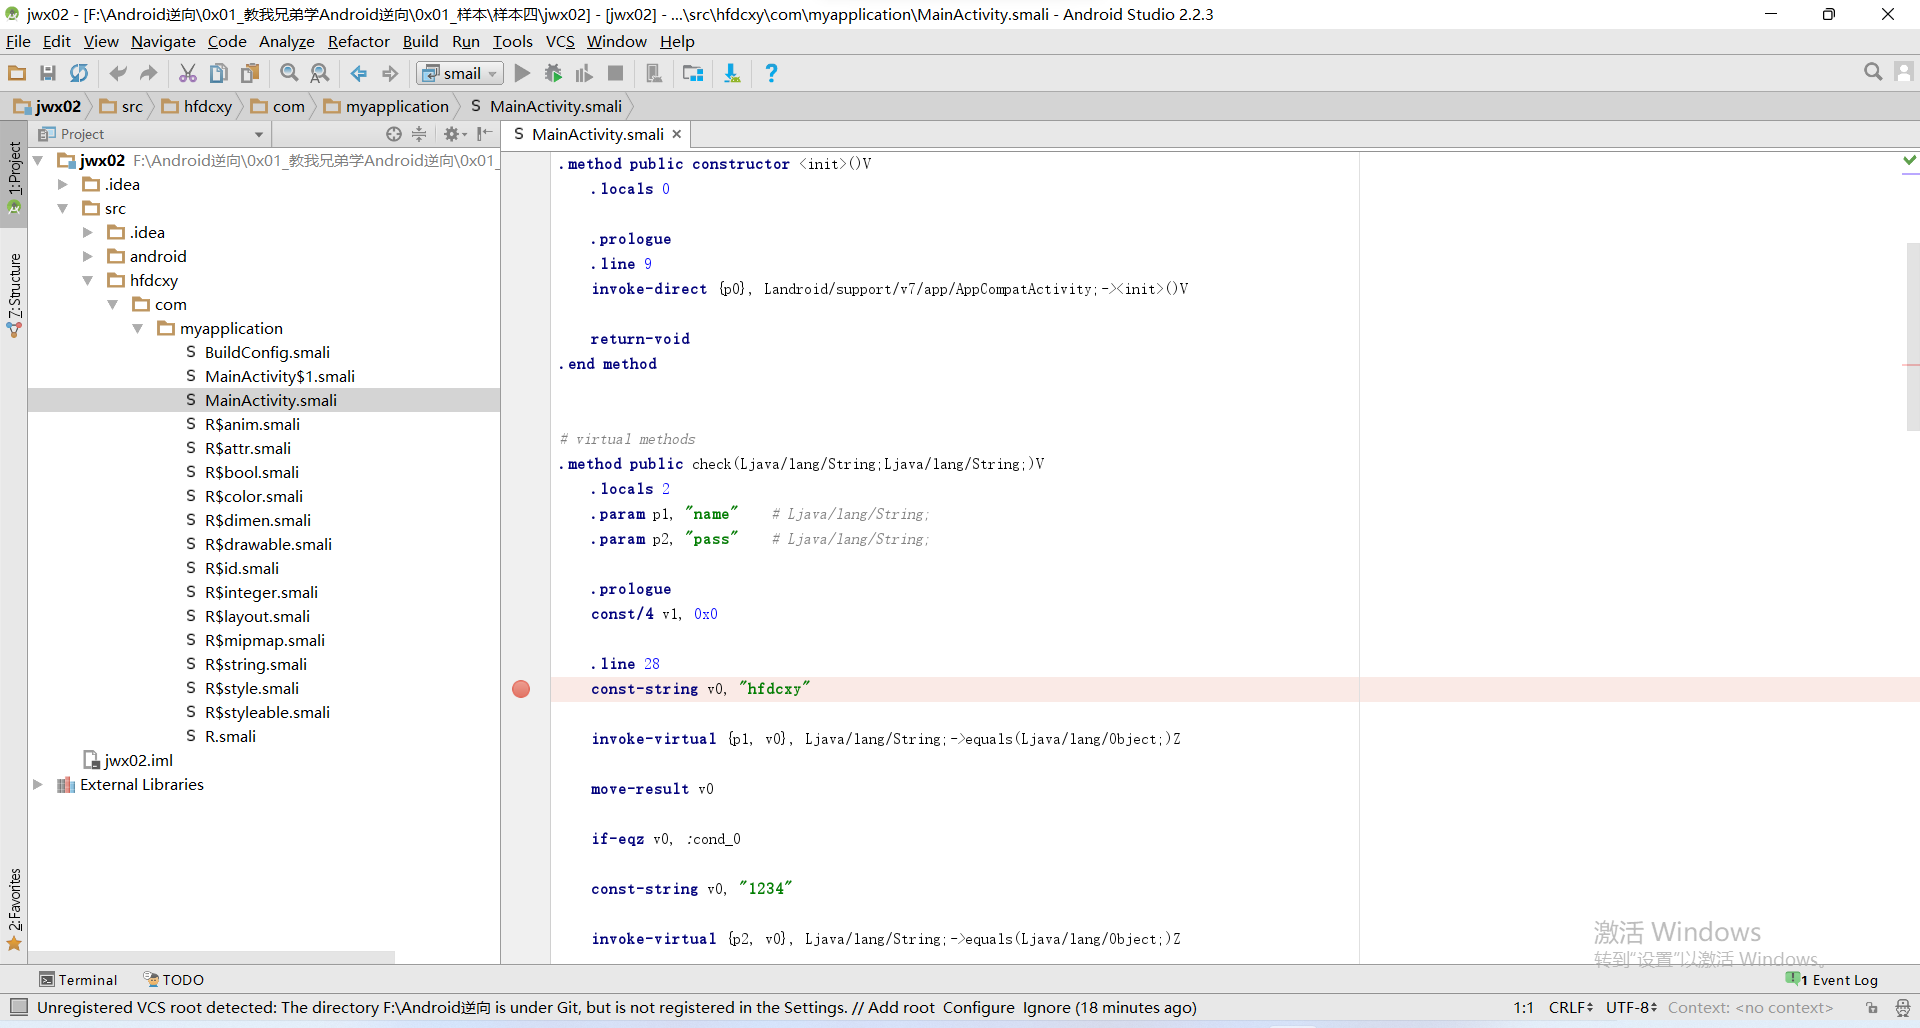 jwx02 - [F:\Android逆向\0x01_教我兄弟学Android逆向\0x01_样本\样本四\jwx02] - [jwx02] - ...\src\hfdcxy\com\myapplication\MainActivity.smali - Android Studio 2.2.3
File Edit View Navigate Code Analyze Refactor Build Run Tools VCS Window Help
smail
jwx02 src hfdcxy com myapplication S MainActivity.smali
Project
S MainActivity.smali
1: Project
7: Structure
2: Favorites
jwx02 F:\Android逆向\0x01_教我兄弟学Android逆向\0x01_
.idea
src
.idea
android
hfdcxy
com
myapplication
S BuildConfig.smali
S MainActivity$1.smali
S MainActivity.smali
S R$anim.smali
S R$attr.smali
S R$bool.smali
S R$color.smali
S R$dimen.smali
S R$drawable.smali
S R$id.smali
S R$integer.smali
S R$layout.smali
S R$mipmap.smali
S R$string.smali
S R$style.smali
S R$styleable.smali
S R.smali
jwx02.iml
External Libraries
.method public constructor <init>()V
.locals 0
.prologue
.line 9
invoke-direct {p0}, Landroid/support/v7/app/AppCompatActivity;-><init>()V
return-void
.end method
# virtual methods
.method public check(Ljava/lang/String;Ljava/lang/String;)V
.locals 2
.param p1, "name" # Ljava/lang/String;
.param p2, "pass" # Ljava/lang/String;
.prologue
const/4 v1, 0x0
.line 28
const-string v0, "hfdcxy"
invoke-virtual {p1, v0}, Ljava/lang/String;->equals(Ljava/lang/Object;)Z
move-result v0
if-eqz v0, :cond_0
const-string v0, "1234"
invoke-virtual {p2, v0}, Ljava/lang/String;->equals(Ljava/lang/Object;)Z
激活 Windows
转到"设置"以激活 Windows。
Terminal TODO
1 Event Log
Unregistered VCS root detected: The directory F:\Android逆向 is under Git, but is not registered in the Settings. // Add root Configure Ignore (18 minutes ago)
1:1 CRLF UTF-8 Context: <no context>